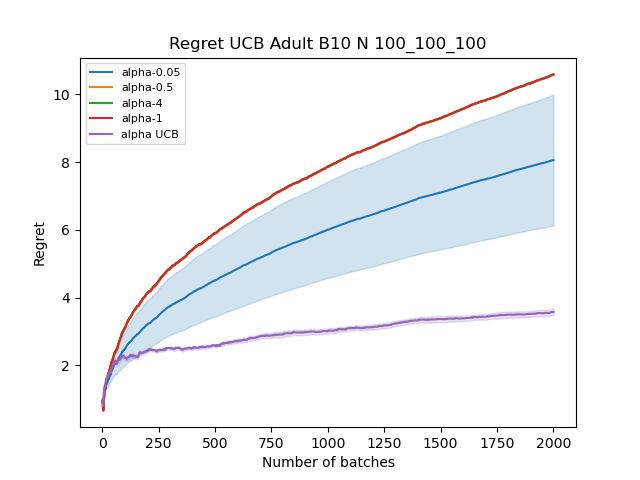 Regret UCB Adult B10 N 100_100_100
alpha-0.05
alpha-0.5
alpha-4
alpha-1
alpha UCB
Regret
10
8
6
4
2
0 250 500 750 1000 1250 1500 1750 2000
Number of batches